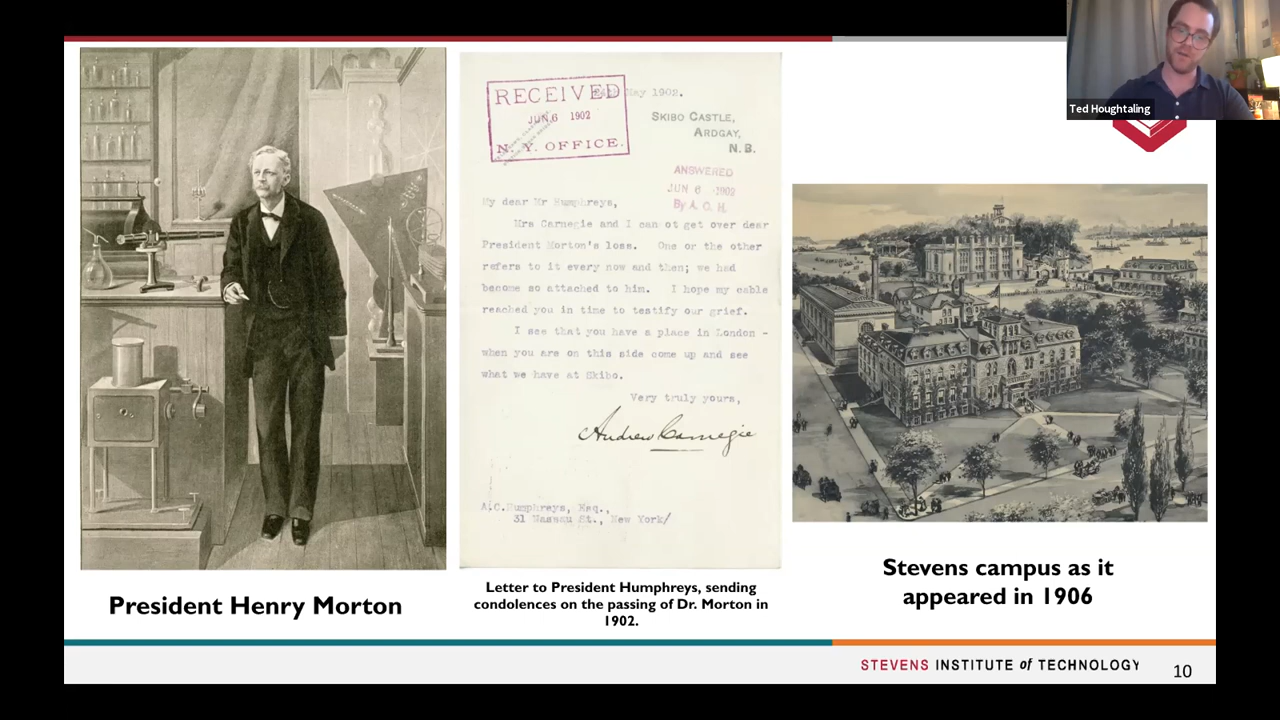 Ted Houghtaling
RECEIVED
JUN 6 1902
N. Y. OFFICE.
May 1902.
SKIBO CASTLE,
ARDGAY,
N.B.
ANSWERED
JUN 6 1902
By A. C. H.
My dear Mr Humphreys,
Mrs Carnegie and I can ot get over dear
President Morton's loss. One or the other
refers to it every now and then; we had
become so attached to him. I hope my cable
reached you in time to testify our grief.
I see that you have a place in London -
when you are on this side come up and see
what we have at Skibo.
Very truly yours,
Andrew Carnegie
A.C.Humphreys, Esq.,
31 Nassau St., New York/
President Henry Morton
Letter to President Humphreys, sending
condolences on the passing of Dr. Morton in
1902.
Stevens campus as it
appeared in 1906
STEVENS INSTITUTE of TECHNOLOGY
10